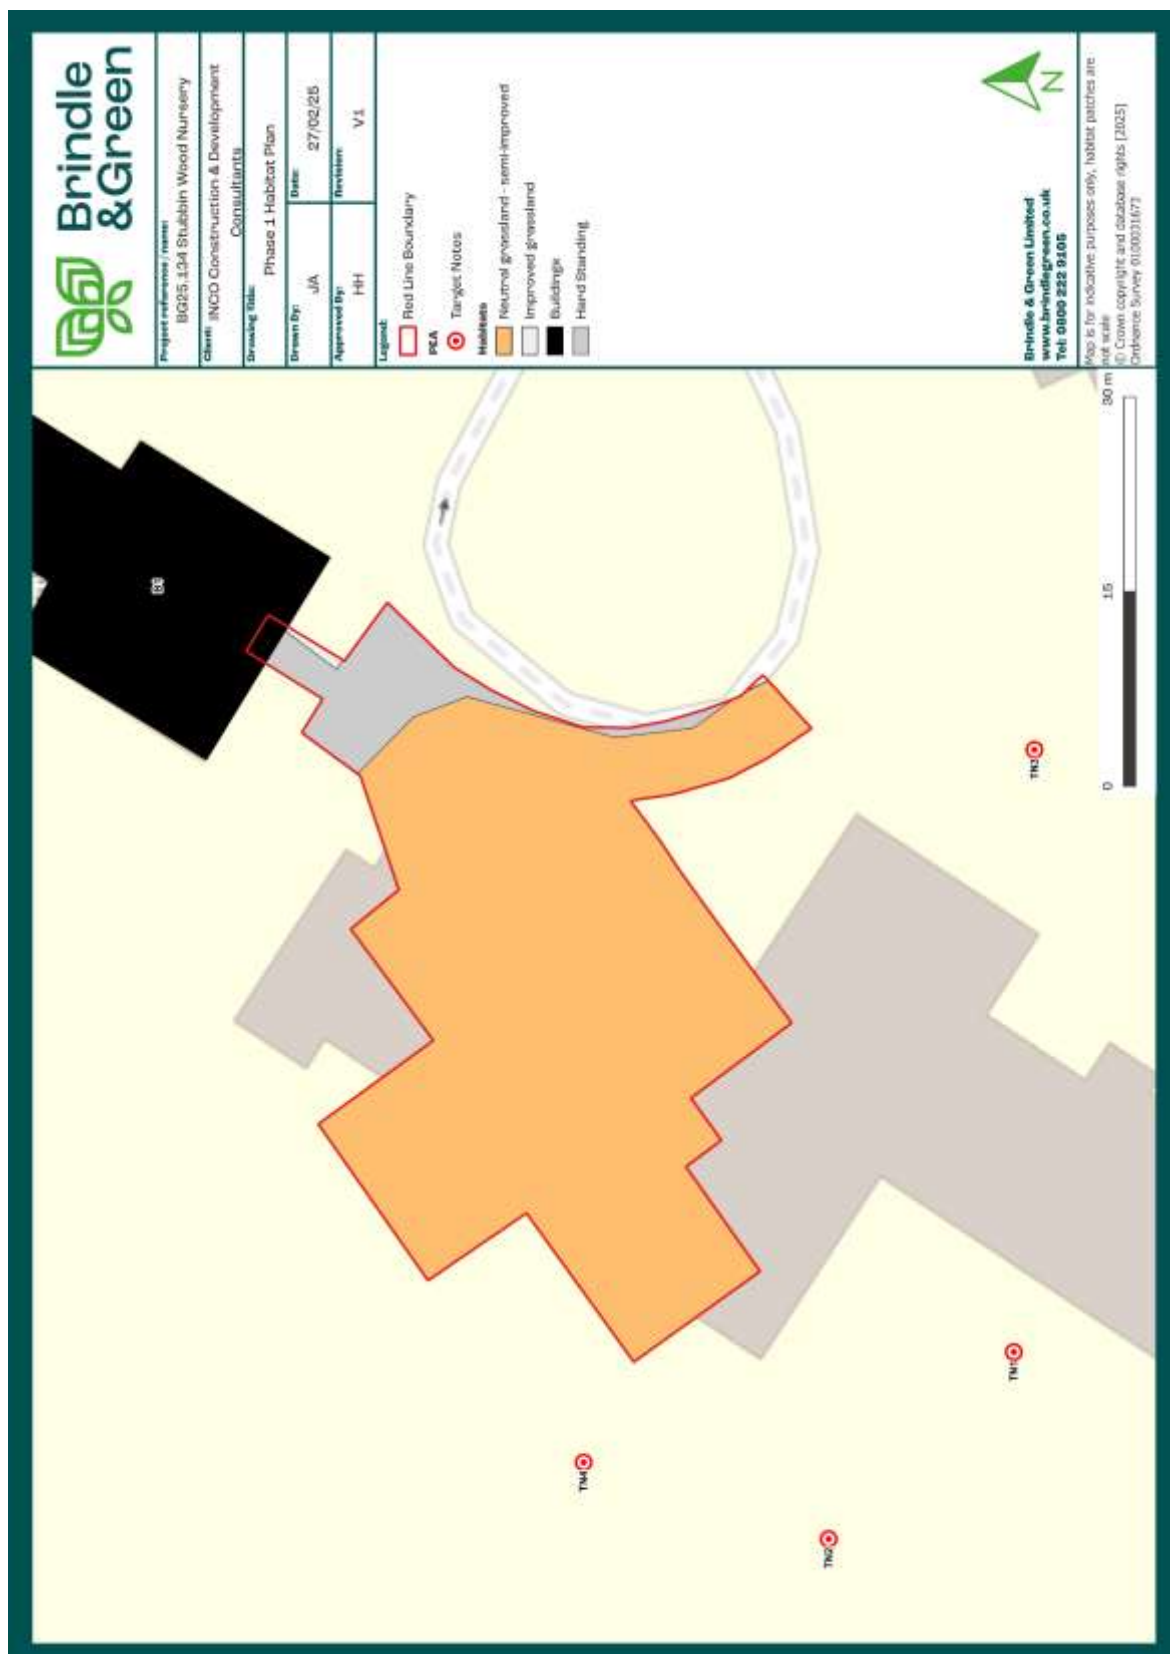 Brindle
&Green
Project reference / name:
BG25.134 Stubbin Wood Nursery
Client: INCO Construction & Development
Consultants
Drawing Title:
Phase 1 Habitat Plan
Drawn By:
JA
Date:
27/02/25
Approved By:
HH
Revision:
V1
Legend:
Red Line Boundary
PEA
Target Notes
Habitats
Neutral grassland - semi-improved
Improved grassland
Buildings
Hard Standing
N
Brindle & Green Limited
www.brindlegreen.co.uk
Tel: 0800 222 9105
Map is for indicative purposes only, habitat patches are
not scale
© Crown copyright and database rights [2025]
Ordnance Survey 0100031673
B1
TN3
TN1
TN4
TN2
0 15 30 m